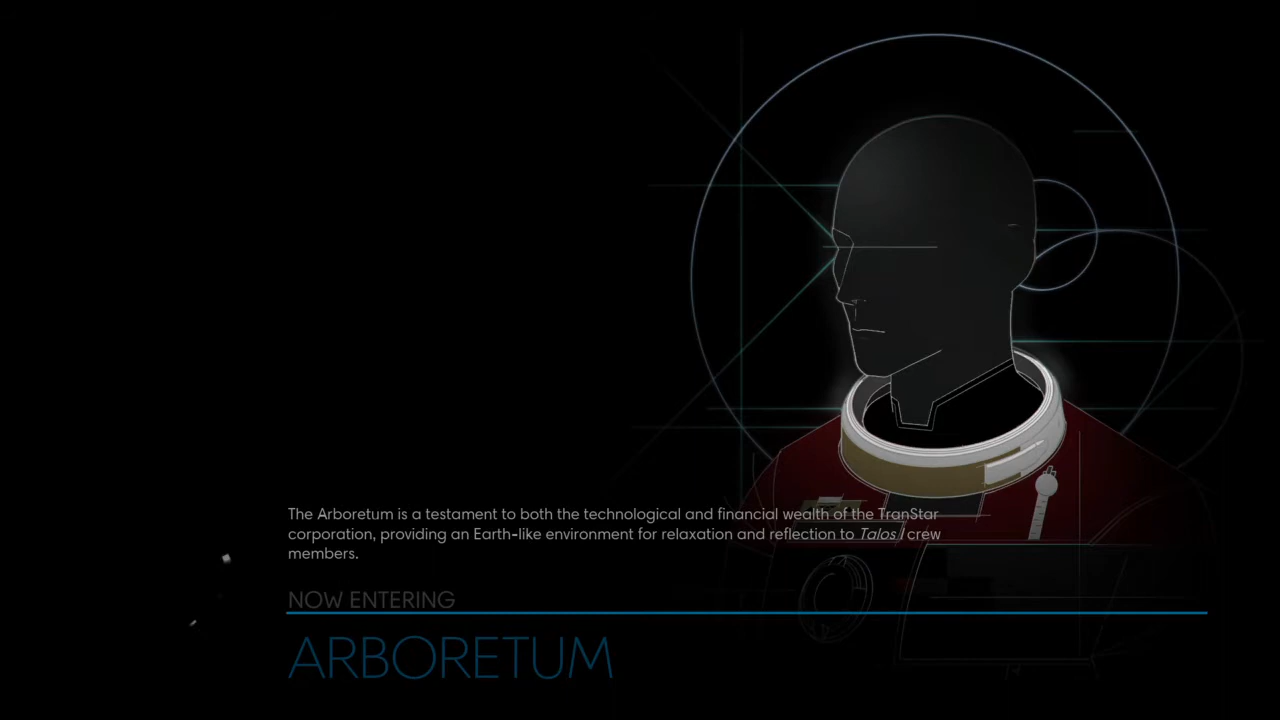 The Arboretum is a testament to both the technological and financial wealth of the TranStar
corporation, providing an Earth-like environment for relaxation and reflection to Talos I crew
members.
NOW ENTERING
ARBORETUM